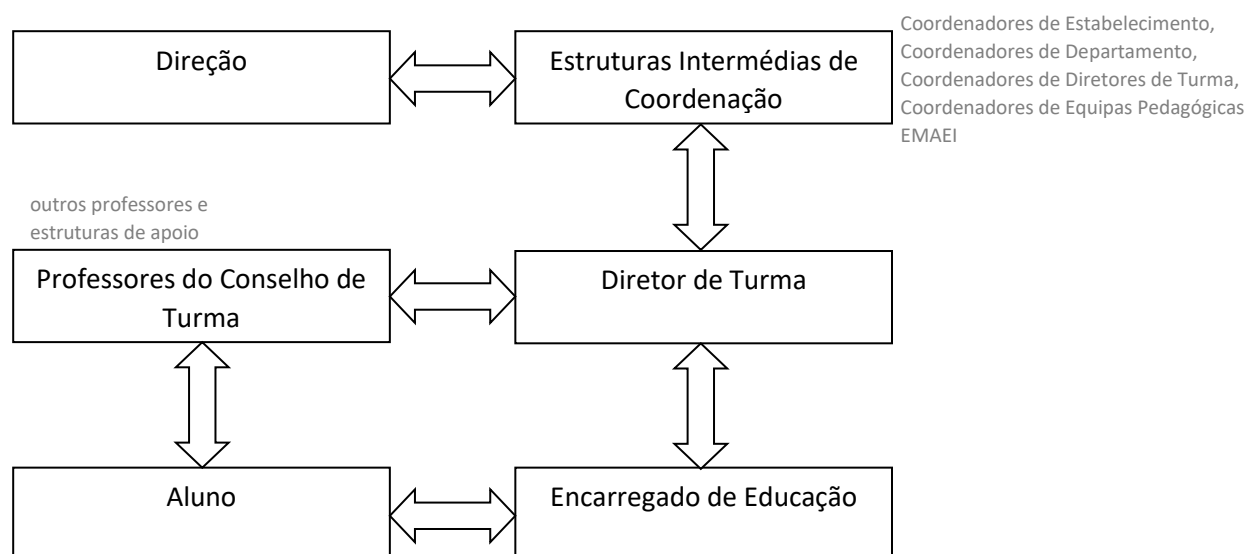 Direção
Estruturas Intermédias de
Coordenação
Coordenadores de Estabelecimento,
Coordenadores de Departamento,
Coordenadores de Diretores de Turma,
Coordenadores de Equipas Pedagógicas
EMAEI
outros professores e
estruturas de apoio
Professores do Conselho de
Turma
Diretor de Turma
Aluno
Encarregado de Educação